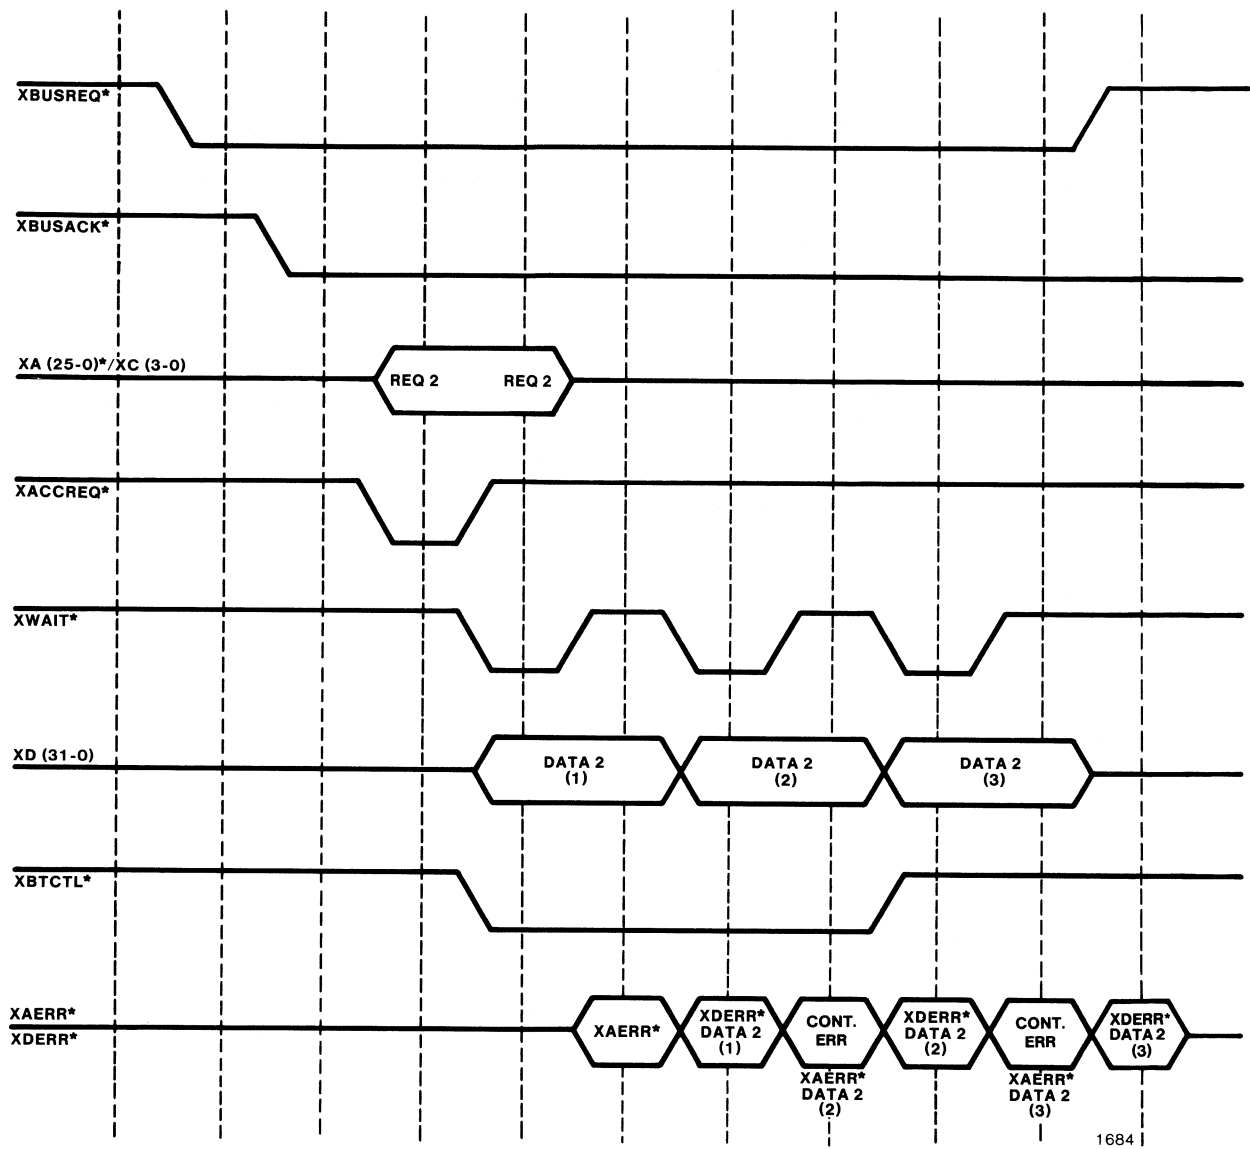 XBUSREQ*
XBUSACK*
XA (25-0)*/XC (3-0)
REQ 2 REQ 2
XACCREQ*
XWAIT*
XD (31-0)
DATA 2
(1)
DATA 2
(2)
DATA 2
(3)
XBTCTL*
XAERR*
XDERR*
XAERR*
XDERR*
DATA 2
(1)
CONT.
ERR
XAERR*
DATA 2
(2)
XDERR*
DATA 2
(2)
CONT.
ERR
XAERR*
DATA 2
(3)
XDERR*
DATA 2
(3)
1684